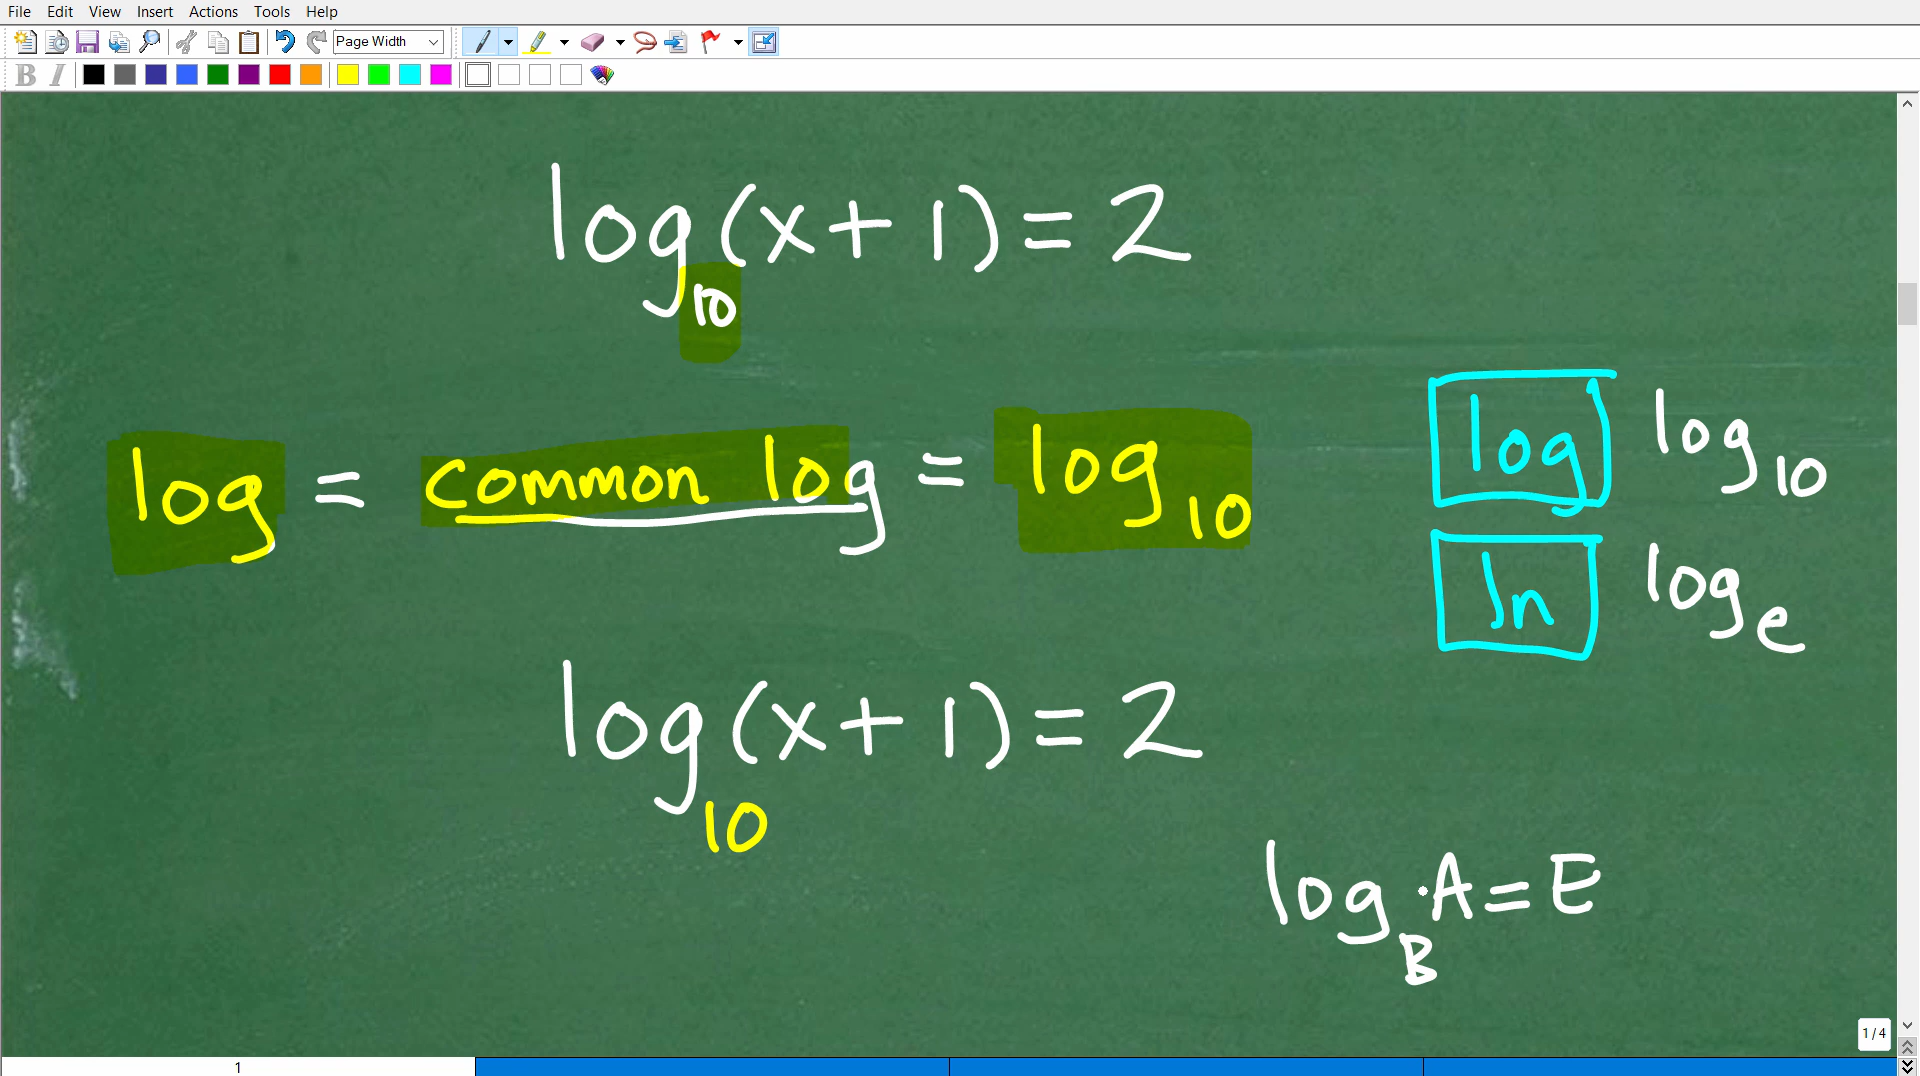 File Edit View Insert Actions Tools Help
Page Width
B I
log₁₀(x+1)=2
log = common log = log₁₀
log log₁₀
ln logₑ
log₁₀(x+1)=2
log_B A=E
1/4
1